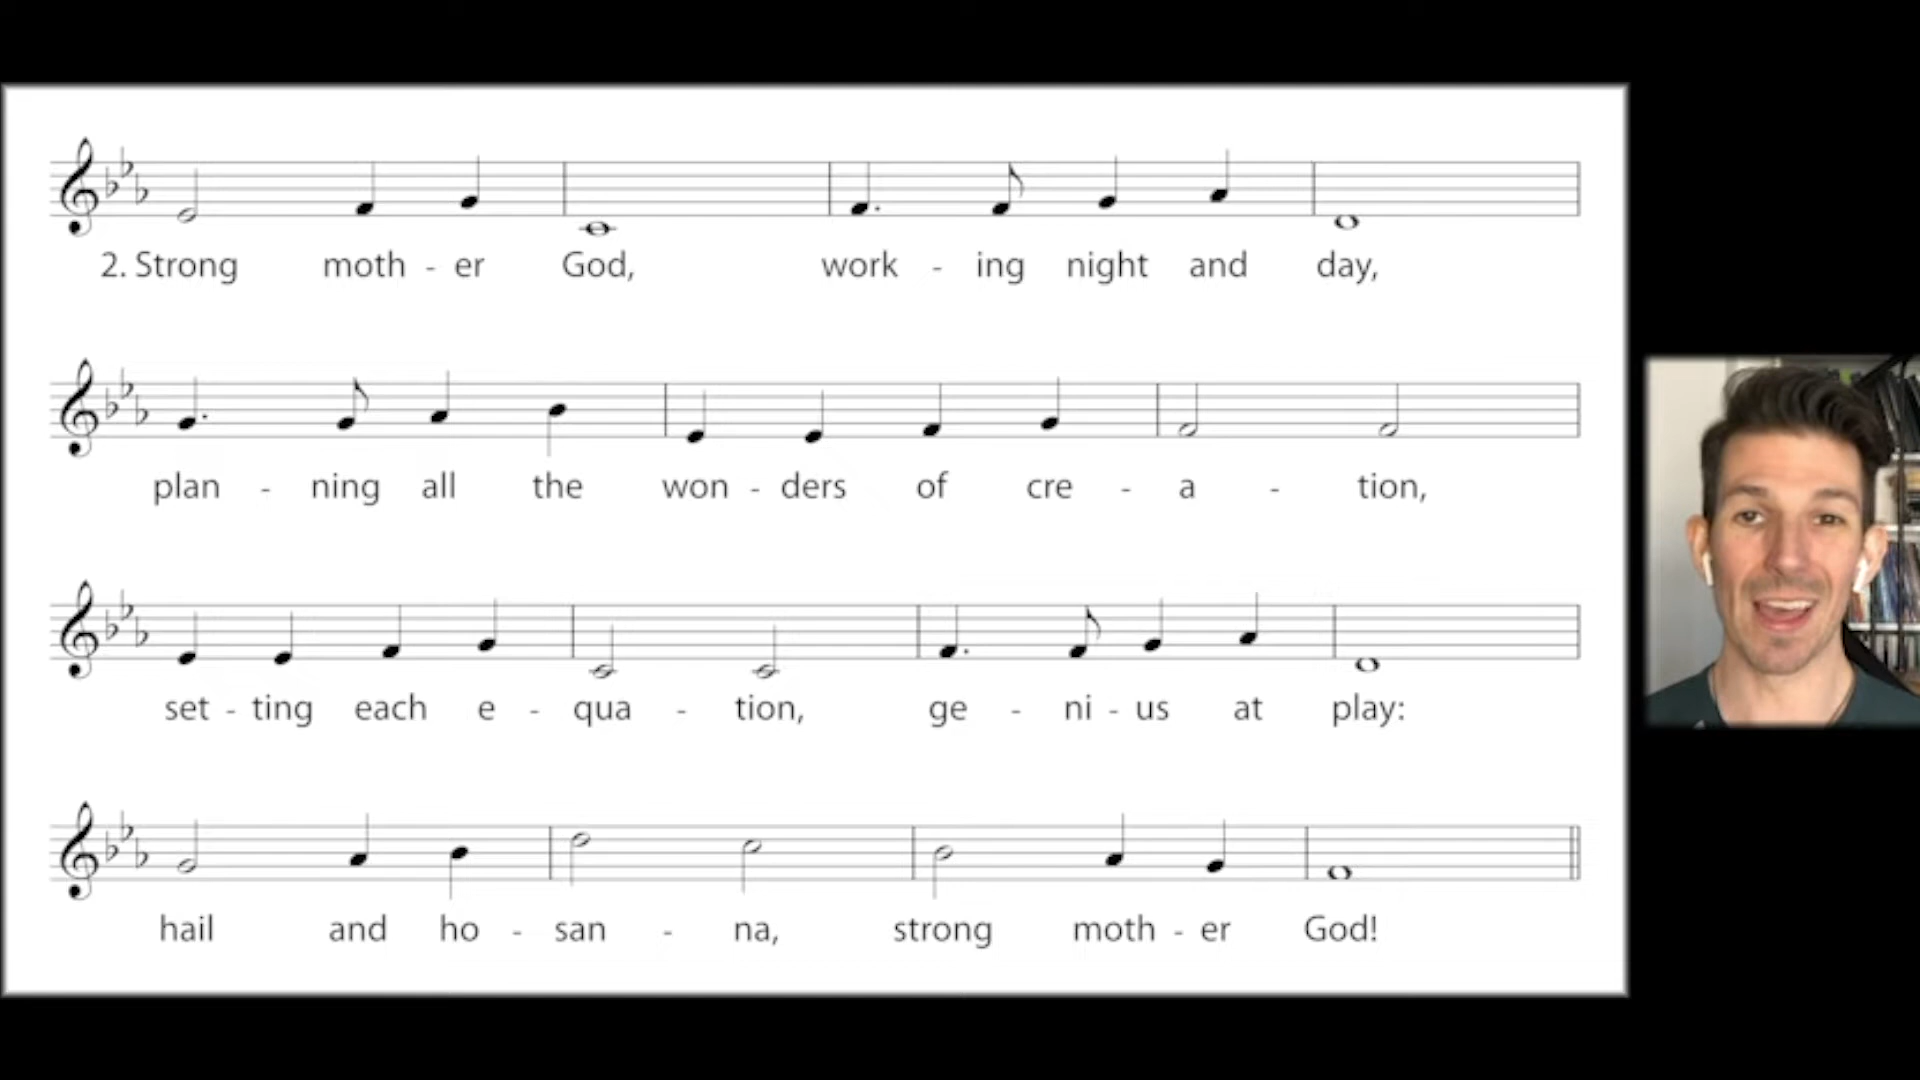 2. Strong moth - er God, work - ing night and day,
plan - ning all the won - ders of cre - a - tion,
set - ting each e - qua - tion, ge - ni - us at play:
hail and ho - san - na, strong moth - er God!